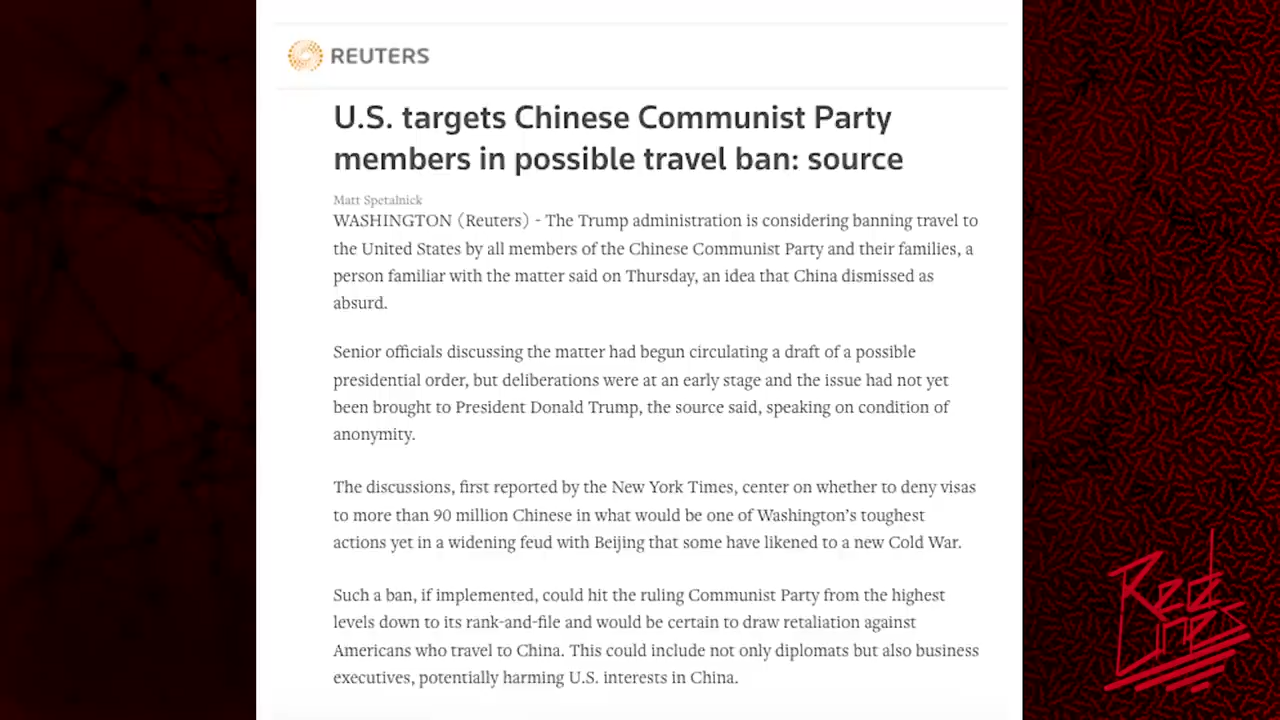 REUTERS
U.S. targets Chinese Communist Party
members in possible travel ban: source
Matt Spetalnick
WASHINGTON (Reuters) - The Trump administration is considering banning travel to
the United States by all members of the Chinese Communist Party and their families, a
person familiar with the matter said on Thursday, an idea that China dismissed as
absurd.
Senior officials discussing the matter had begun circulating a draft of a possible
presidential order, but deliberations were at an early stage and the issue had not yet
been brought to President Donald Trump, the source said, speaking on condition of
anonymity.
The discussions, first reported by the New York Times, center on whether to deny visas
to more than 90 million Chinese in what would be one of Washington's toughest
actions yet in a widening feud with Beijing that some have likened to a new Cold War.
Such a ban, if implemented, could hit the ruling Communist Party from the highest
levels down to its rank-and-file and would be certain to draw retaliation against
Americans who travel to China. This could include not only diplomats but also business
executives, potentially harming U.S. interests in China.
Red
Lines